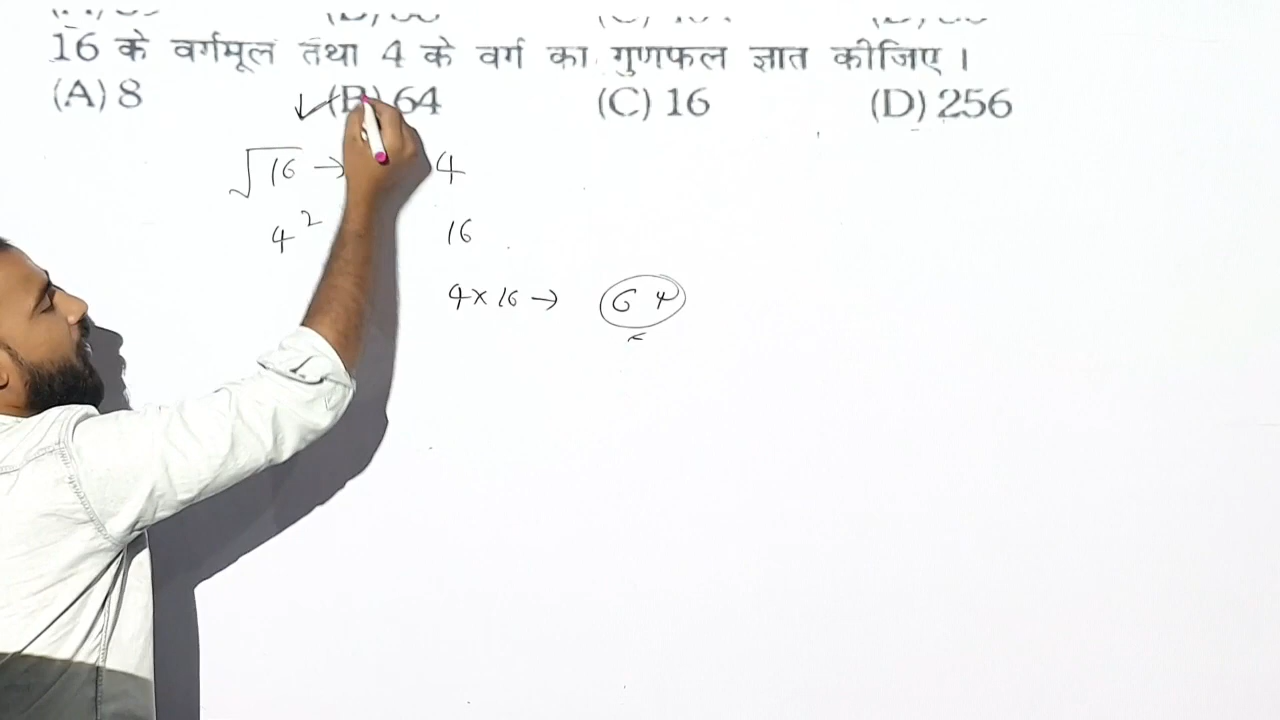 16 के वर्गमूल तथा 4 के वर्ग का गुणफल ज्ञात कीजिए ।
(A) 8 (B) 64 (C) 16 (D) 256
√16 → 4
4² 16
4 × 16 → 64